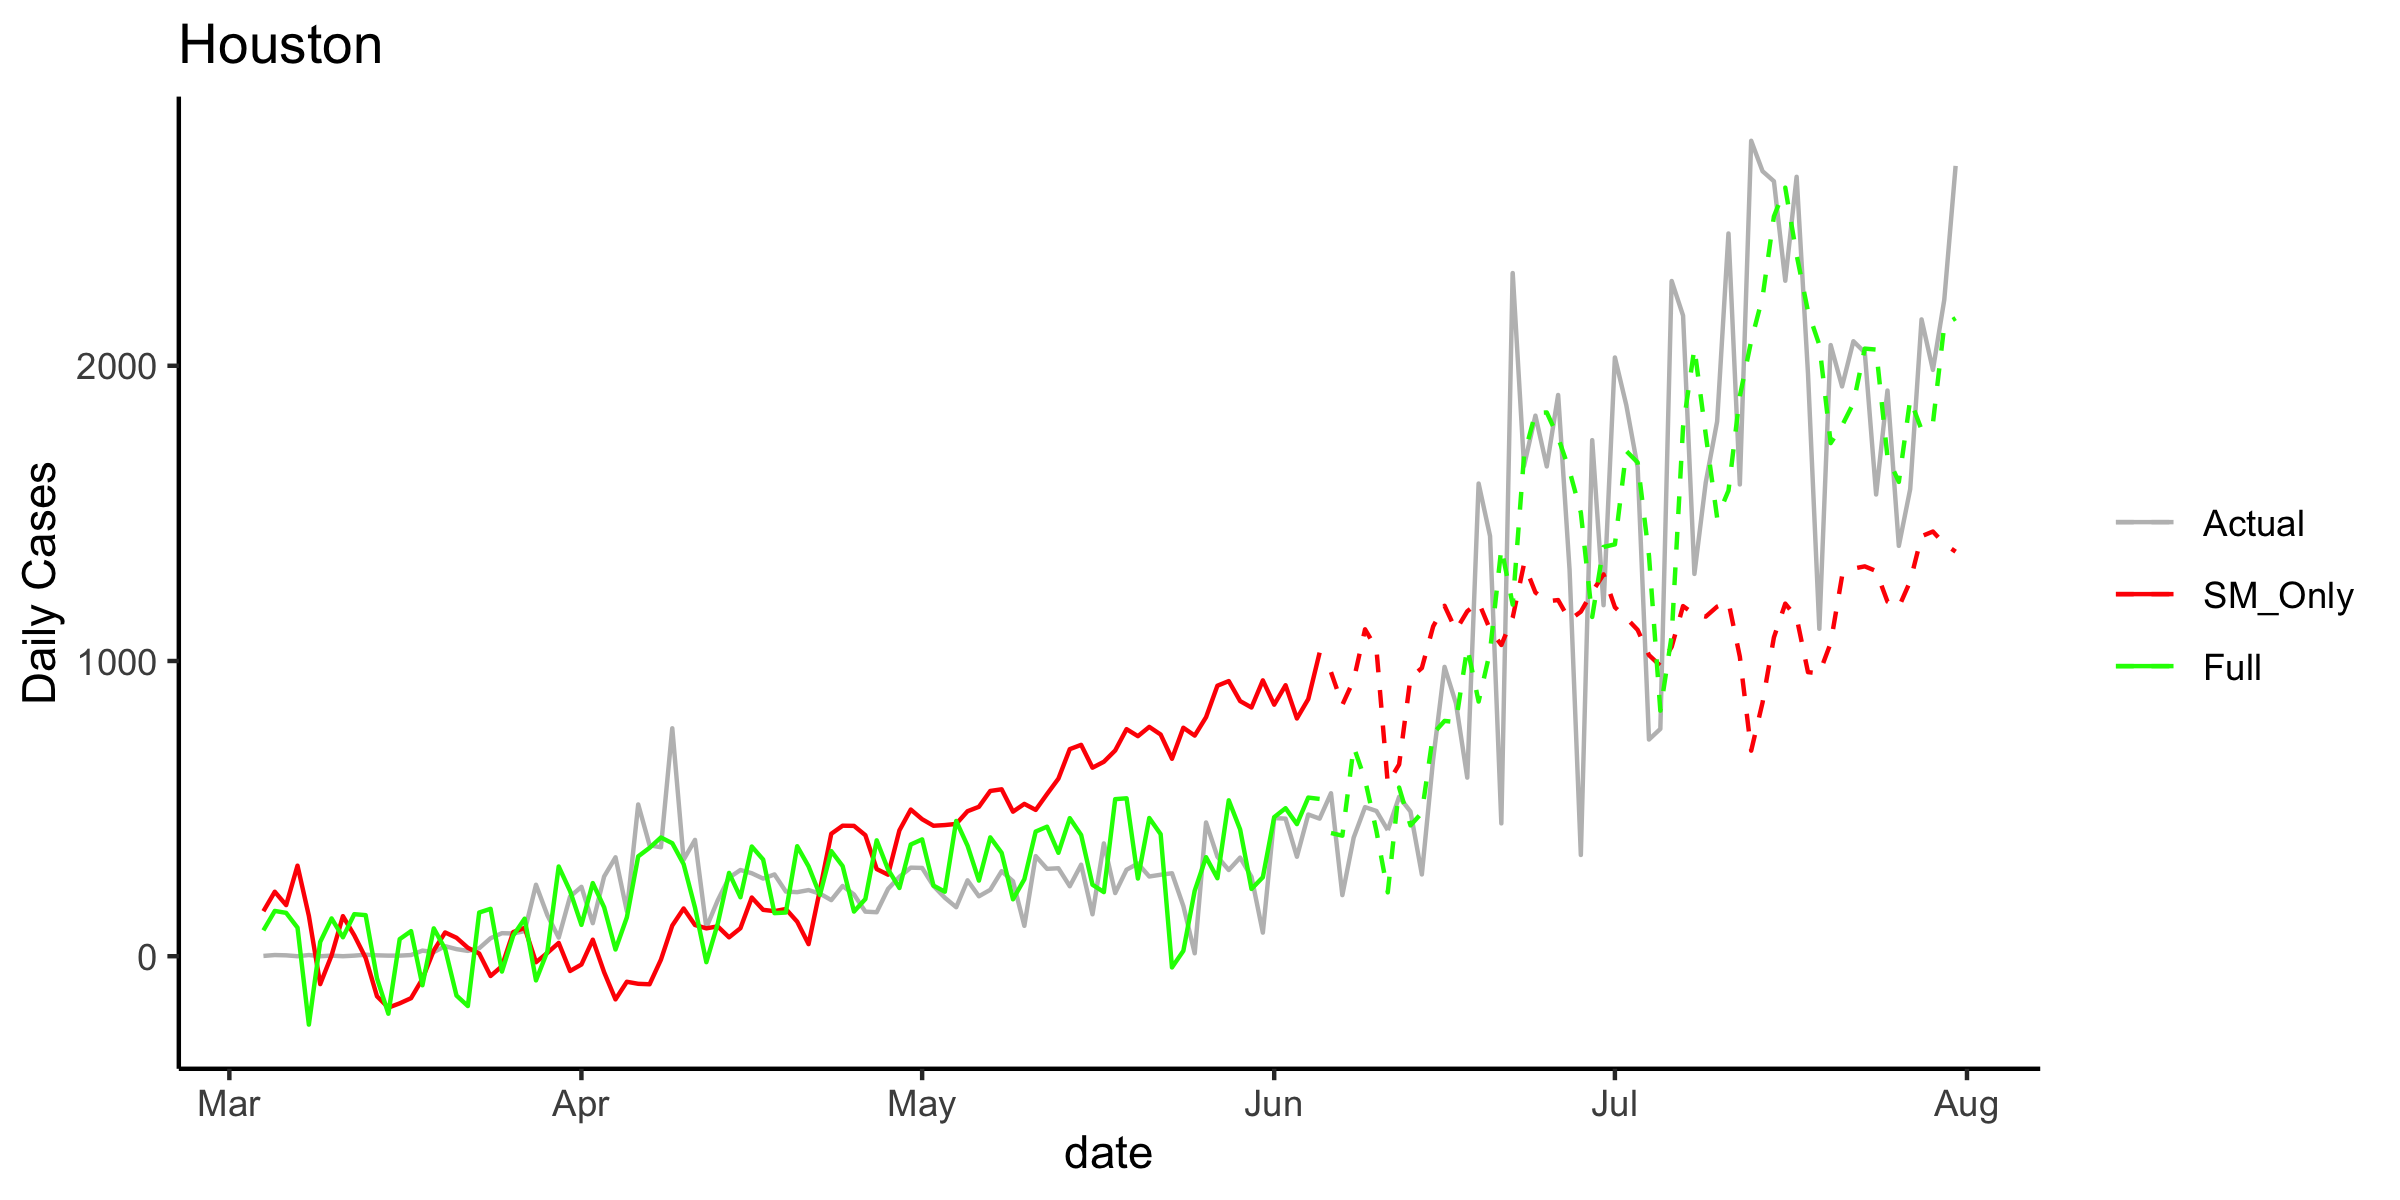 Houston
Daily Cases
2000
1000
0
Mar
Apr
May
Jun
Jul
Aug
date
Actual
SM_Only
Full